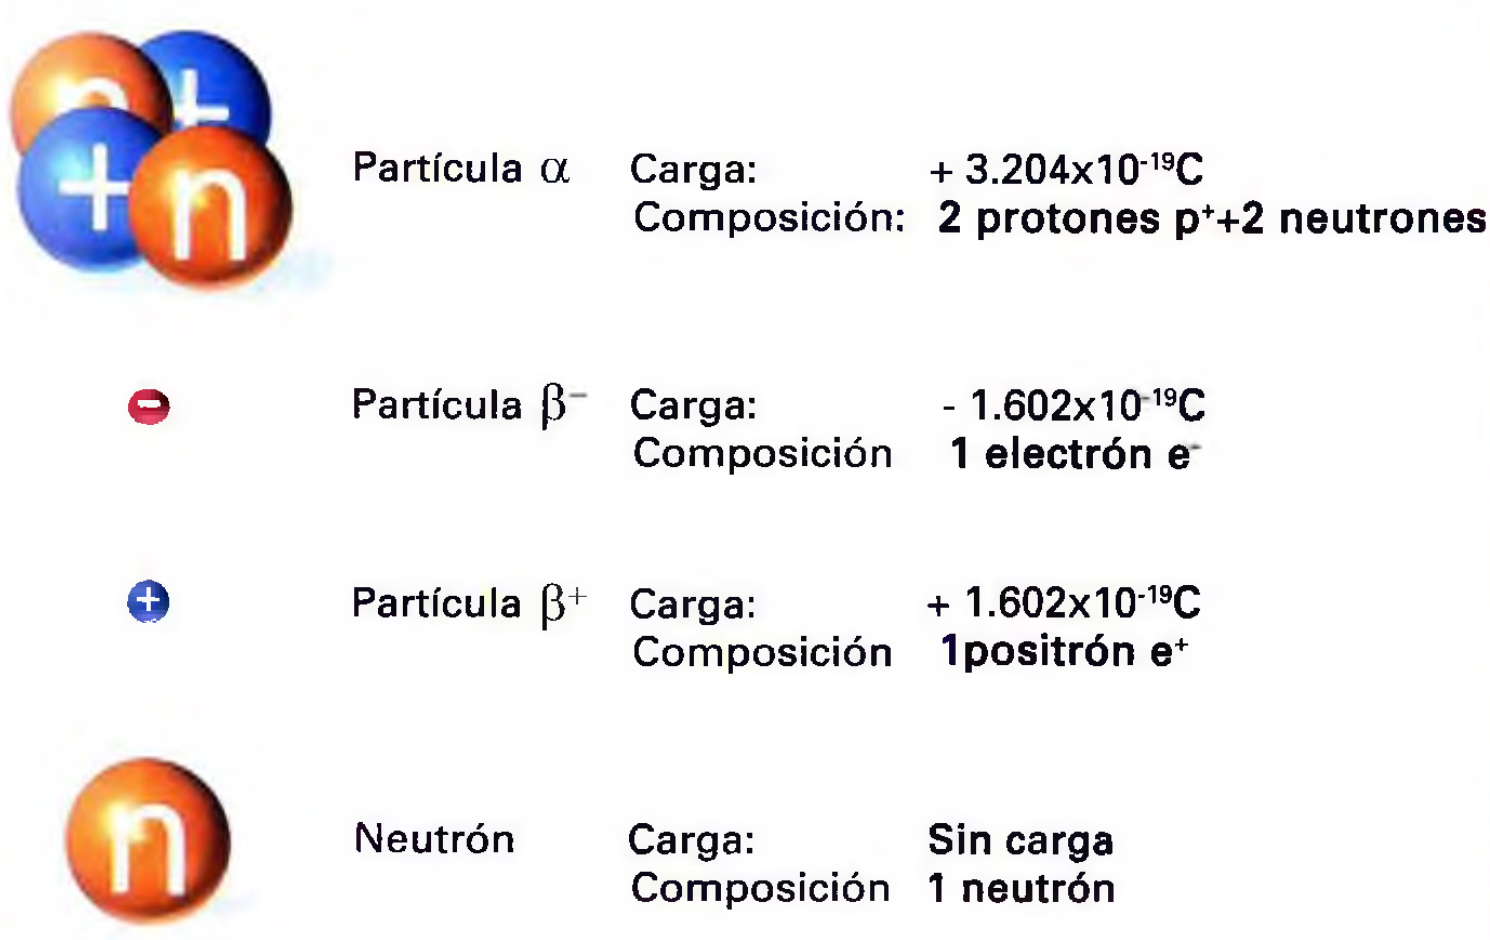 n +
+ n
Partícula α Carga: + 3.204x10⁻¹⁹C
Composición: 2 protones p⁺+2 neutrones
-
Partícula β⁻ Carga: - 1.602x10⁻¹⁹C
Composición 1 electrón e⁻
+
Partícula β⁺ Carga: + 1.602x10⁻¹⁹C
Composición 1positrón e⁺
n
Neutrón Carga: Sin carga
Composición 1 neutrón